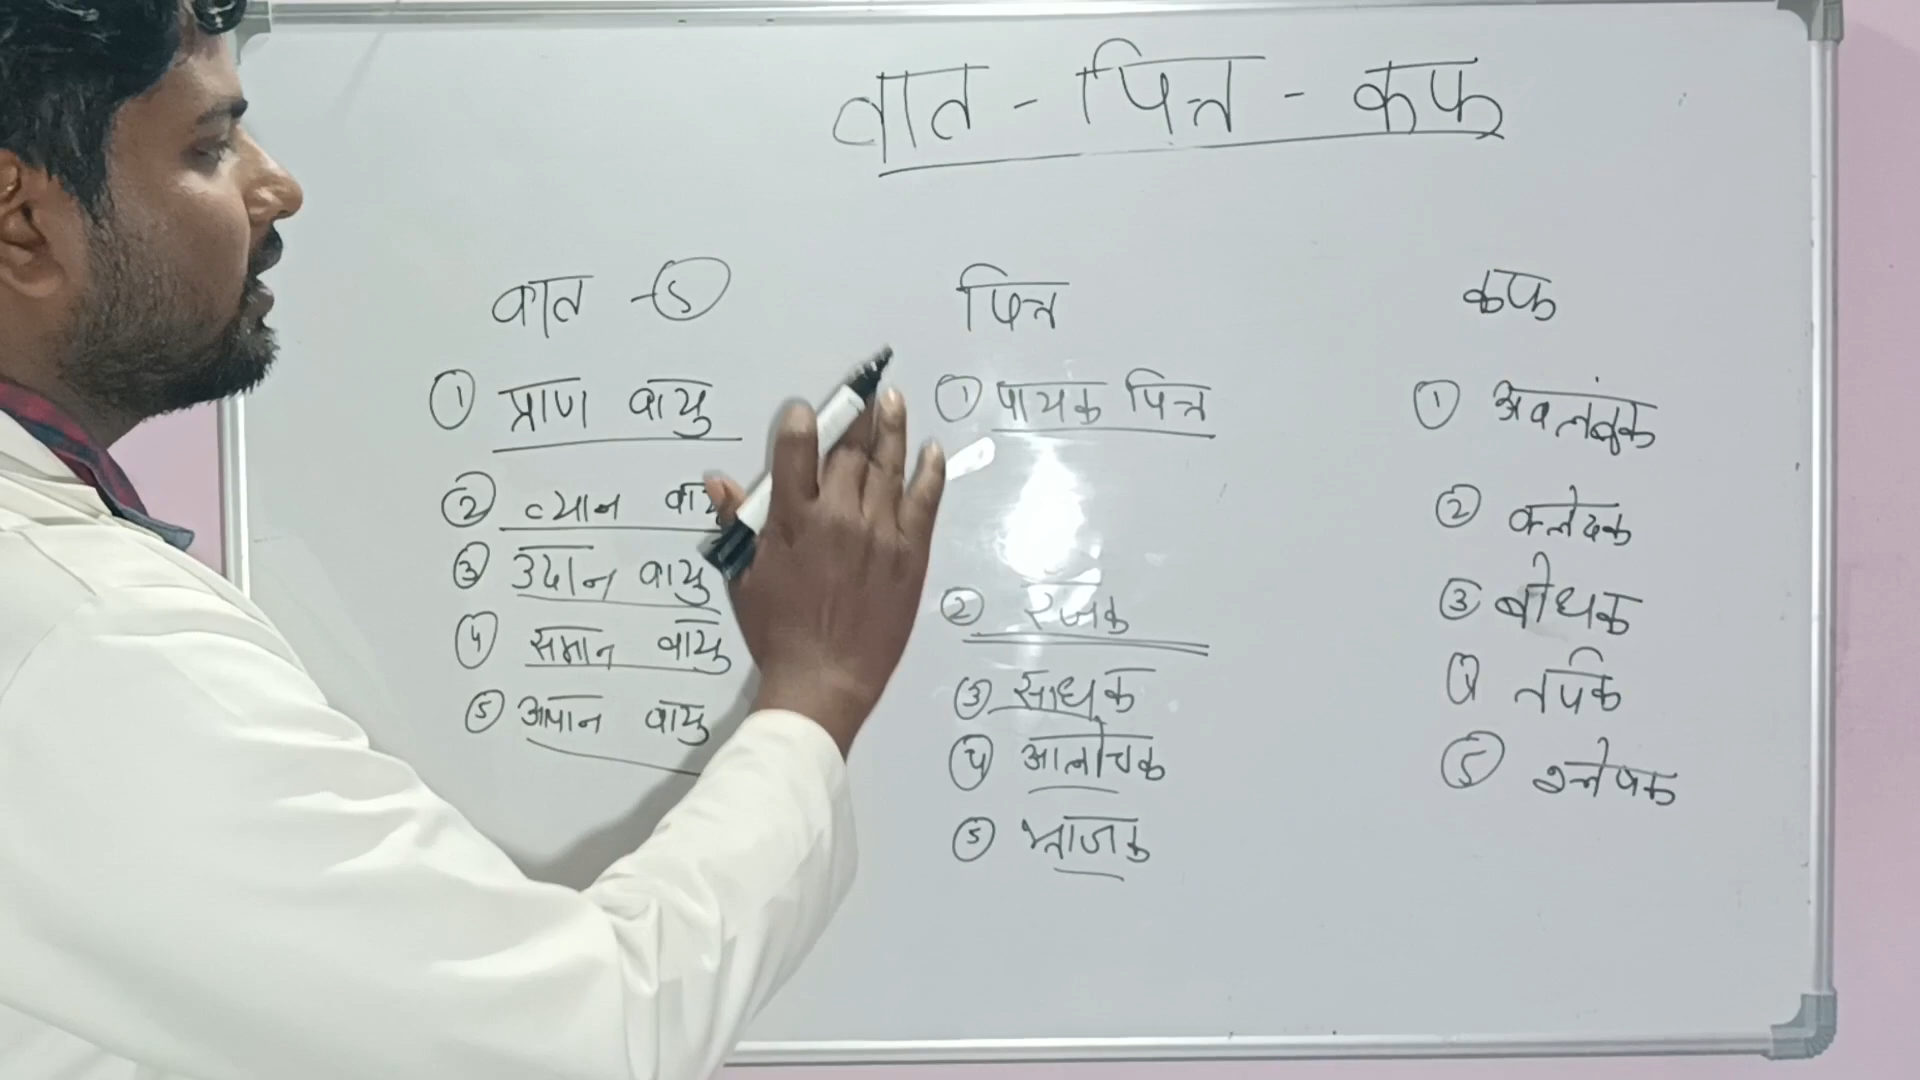 वात - पित्त - कफ
वात - 5
① प्राण वायु
② व्यान वायु
③ उदान वायु
④ समान वायु
⑤ अपान वायु
पित्त
① पाचक पित्त
② रंजक
③ साधक
④ आलोचक
⑤ भ्राजक
कफ
① अवलंबक
② क्लेदक
③ बोधक
④ तर्पक
⑤ श्लेषक